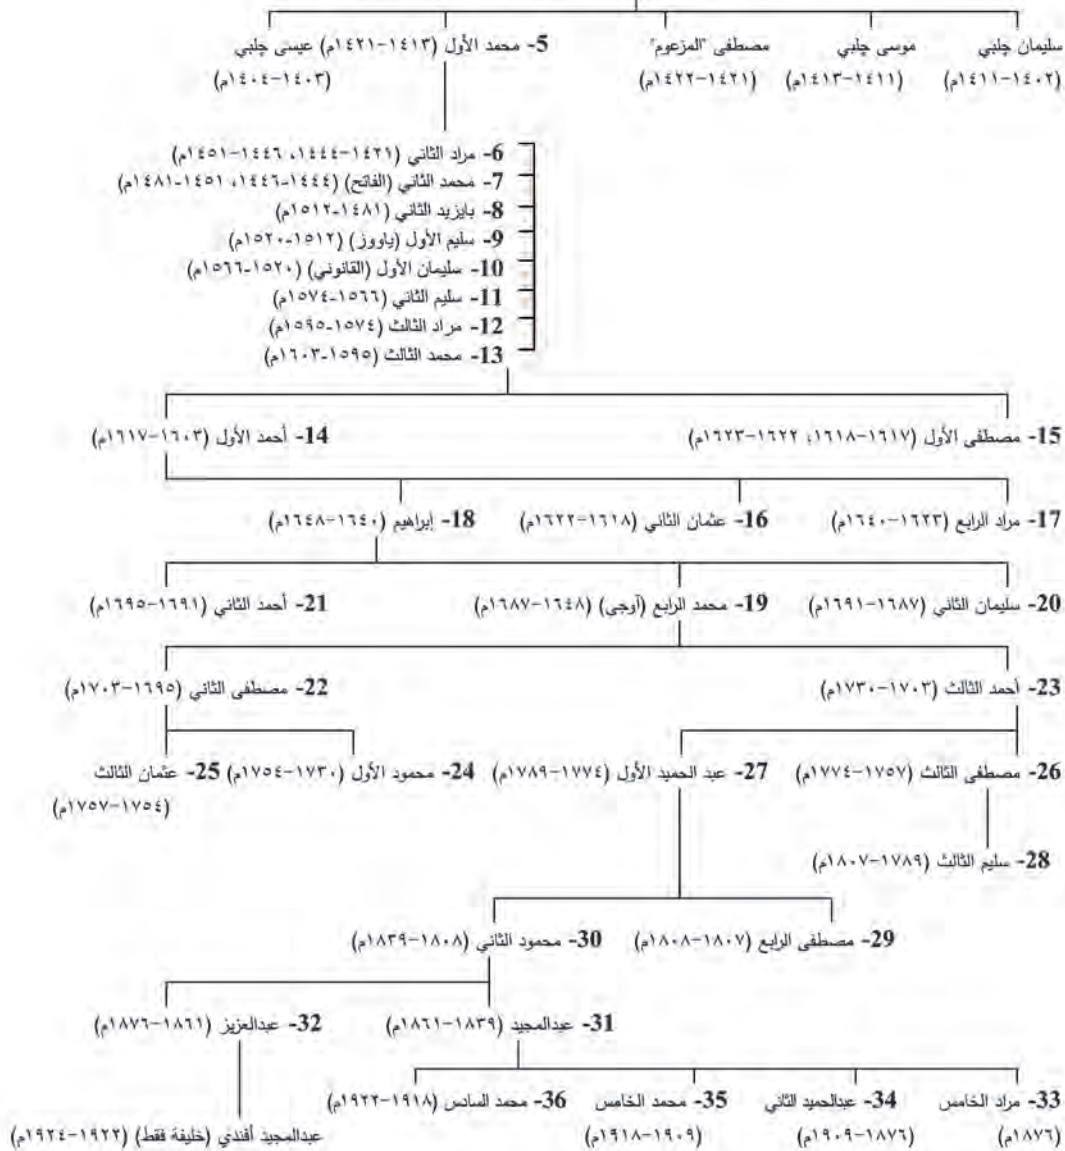 سليمان چلبي موسى چلبي مصطفى "المزعوم" 5- محمد الأول (١٤١٣-١٤٢١م) عيسى چلبي
(١٤٠٢-١٤١١م) (١٤١١-١٤١٣م) (١٤٢١-١٤٢٢م) (١٤٠٣-١٤٠٤م)
6- مراد الثاني (١٤٢١-١٤٤٤، ١٤٤٦-١٤٥١م)
7- محمد الثاني (الفاتح) (١٤٤٤-١٤٤٦، ١٤٥١-١٤٨١م)
8- بايزيد الثاني (١٤٨١-١٥١٢م)
9- سليم الأول (ياووز) (١٥١٢-١٥٢٠م)
10- سليمان الأول (القانوني) (١٥٢٠-١٥٦٦م)
11- سليم الثاني (١٥٦٦-١٥٧٤م)
12- مراد الثالث (١٥٧٤-١٥٩٥م)
13- محمد الثالث (١٥٩٥-١٦٠٣م)
15- مصطفى الأول (١٦١٧-١٦١٨؛ ١٦٢٢-١٦٢٣م) 14- أحمد الأول (١٦٠٣-١٦١٧م)
17- مراد الرابع (١٦٢٣-١٦٤٠م) 16- عثمان الثاني (١٦١٨-١٦٢٢م) 18- إبراهيم (١٦٤٠-١٦٤٨م)
20- سليمان الثاني (١٦٨٧-١٦٩١م) 19- محمد الرابع (أوجى) (١٦٤٨-١٦٨٧م) 21- أحمد الثاني (١٦٩١-١٦٩٥م)
23- أحمد الثالث (١٧٠٣-١٧٣٠م) 22- مصطفى الثاني (١٦٩٥-١٧٠٣م)
26- مصطفى الثالث (١٧٥٧-١٧٧٤م) 27- عبد الحميد الأول (١٧٧٤-١٧٨٩م) 24- محمود الأول (١٧٣٠-١٧٥٤م) 25- عثمان الثالث
(١٧٥٤-١٧٥٧م)
28- سليم الثالث (١٧٨٩-١٨٠٧م)
29- مصطفى الرابع (١٨٠٧-١٨٠٨م) 30- محمود الثاني (١٨٠٨-١٨٣٩م)
31- عبدالمجيد (١٨٣٩-١٨٦١م) 32- عبدالعزيز (١٨٦١-١٨٧٦م)
33- مراد الخامس 34- عبدالحميد الثاني 35- محمد الخامس 36- محمد السادس (١٩١٨-١٩٢٢م)
(١٨٧٦م) (١٨٧٦-١٩٠٩م) (١٩٠٩-١٩١٨م) عبدالمجيد أفندي (خليفة فقط) (١٩٢٢-١٩٢٤م)